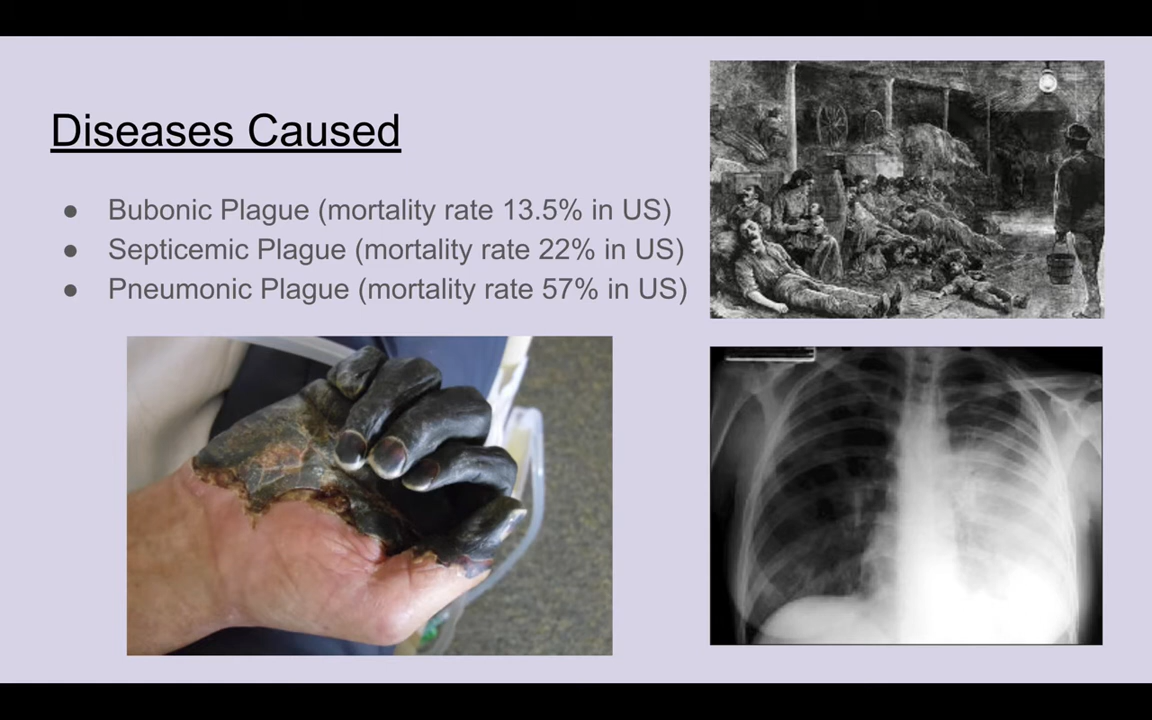 Diseases Caused
● Bubonic Plague (mortality rate 13.5% in US)
● Septicemic Plague (mortality rate 22% in US)
● Pneumonic Plague (mortality rate 57% in US)